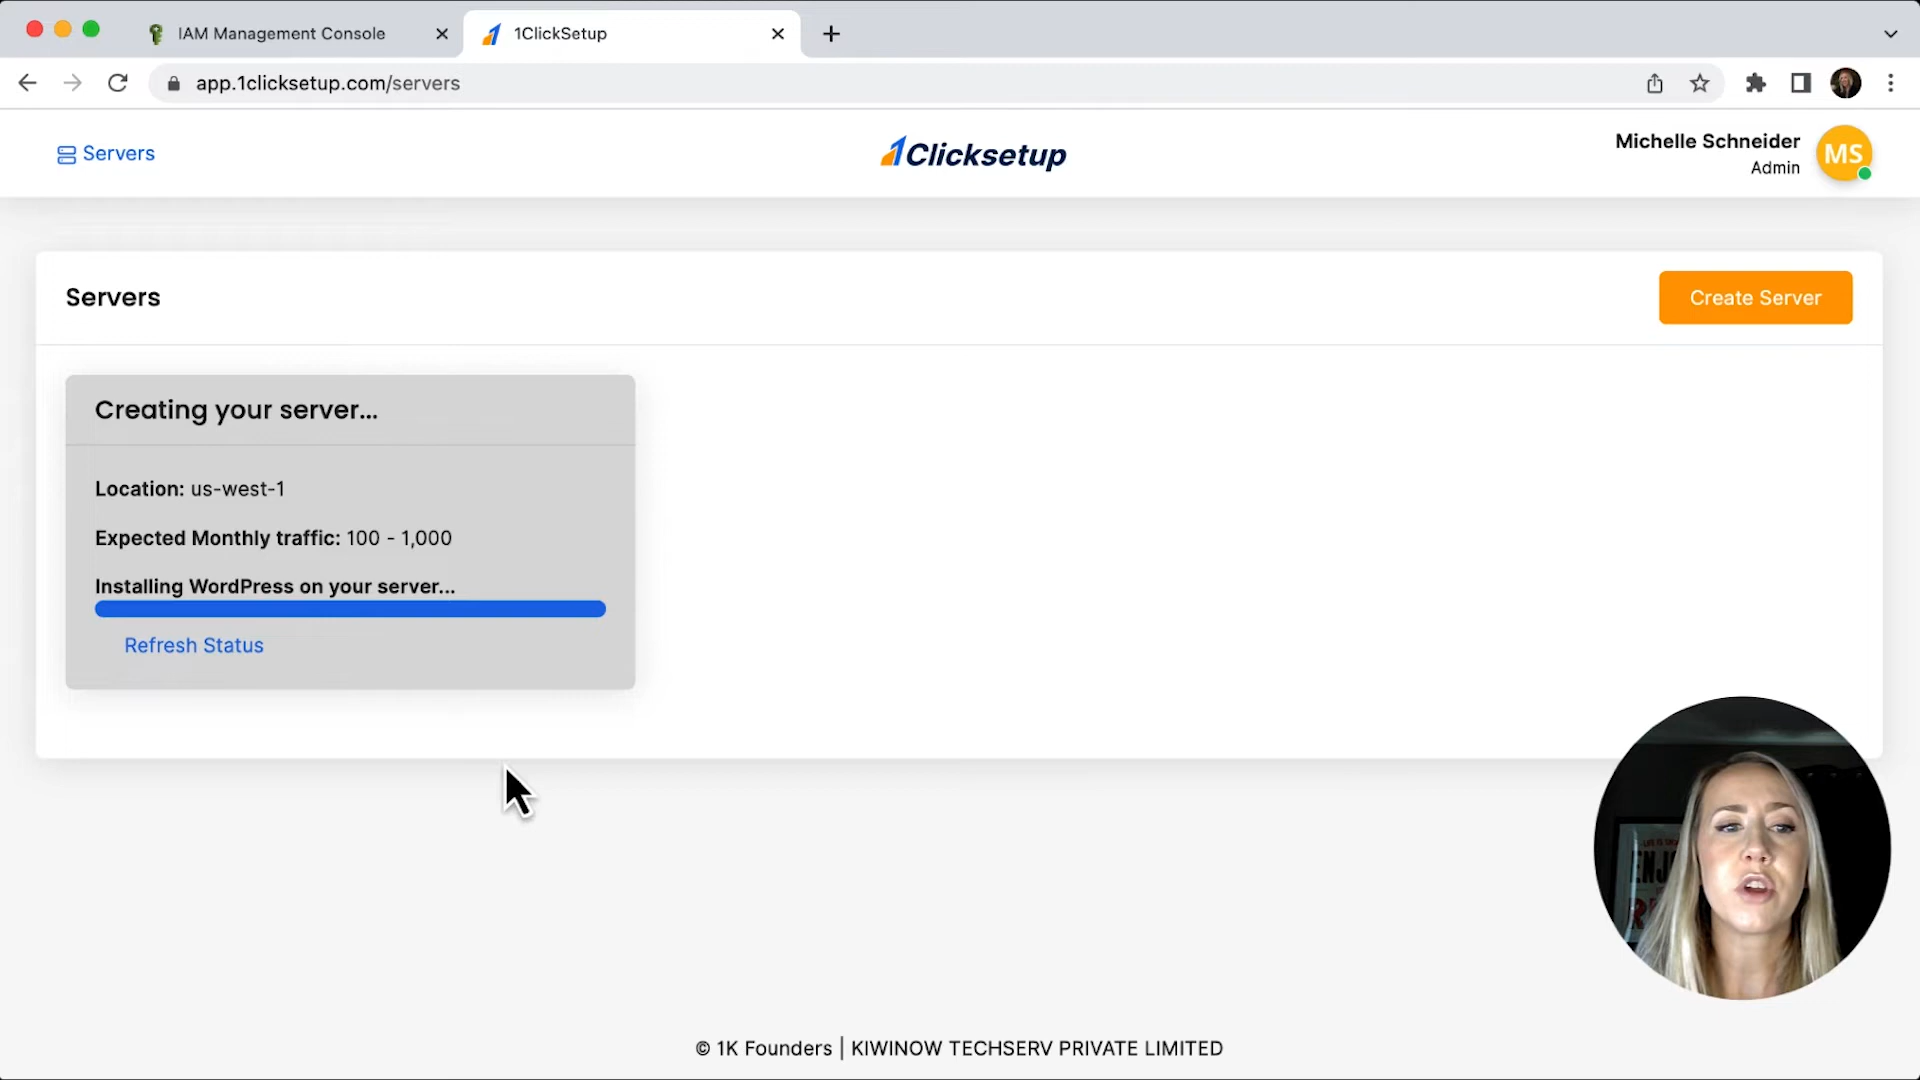 IAM Management Console
1ClickSetup
app.1clicksetup.com/servers
Servers
1Clicksetup
Michelle Schneider
Admin
MS
Servers
Create Server
Creating your server...
Location: us-west-1
Expected Monthly traffic: 100 - 1,000
Installing WordPress on your server...
Refresh Status
© 1K Founders | KIWINOW TECHSERV PRIVATE LIMITED